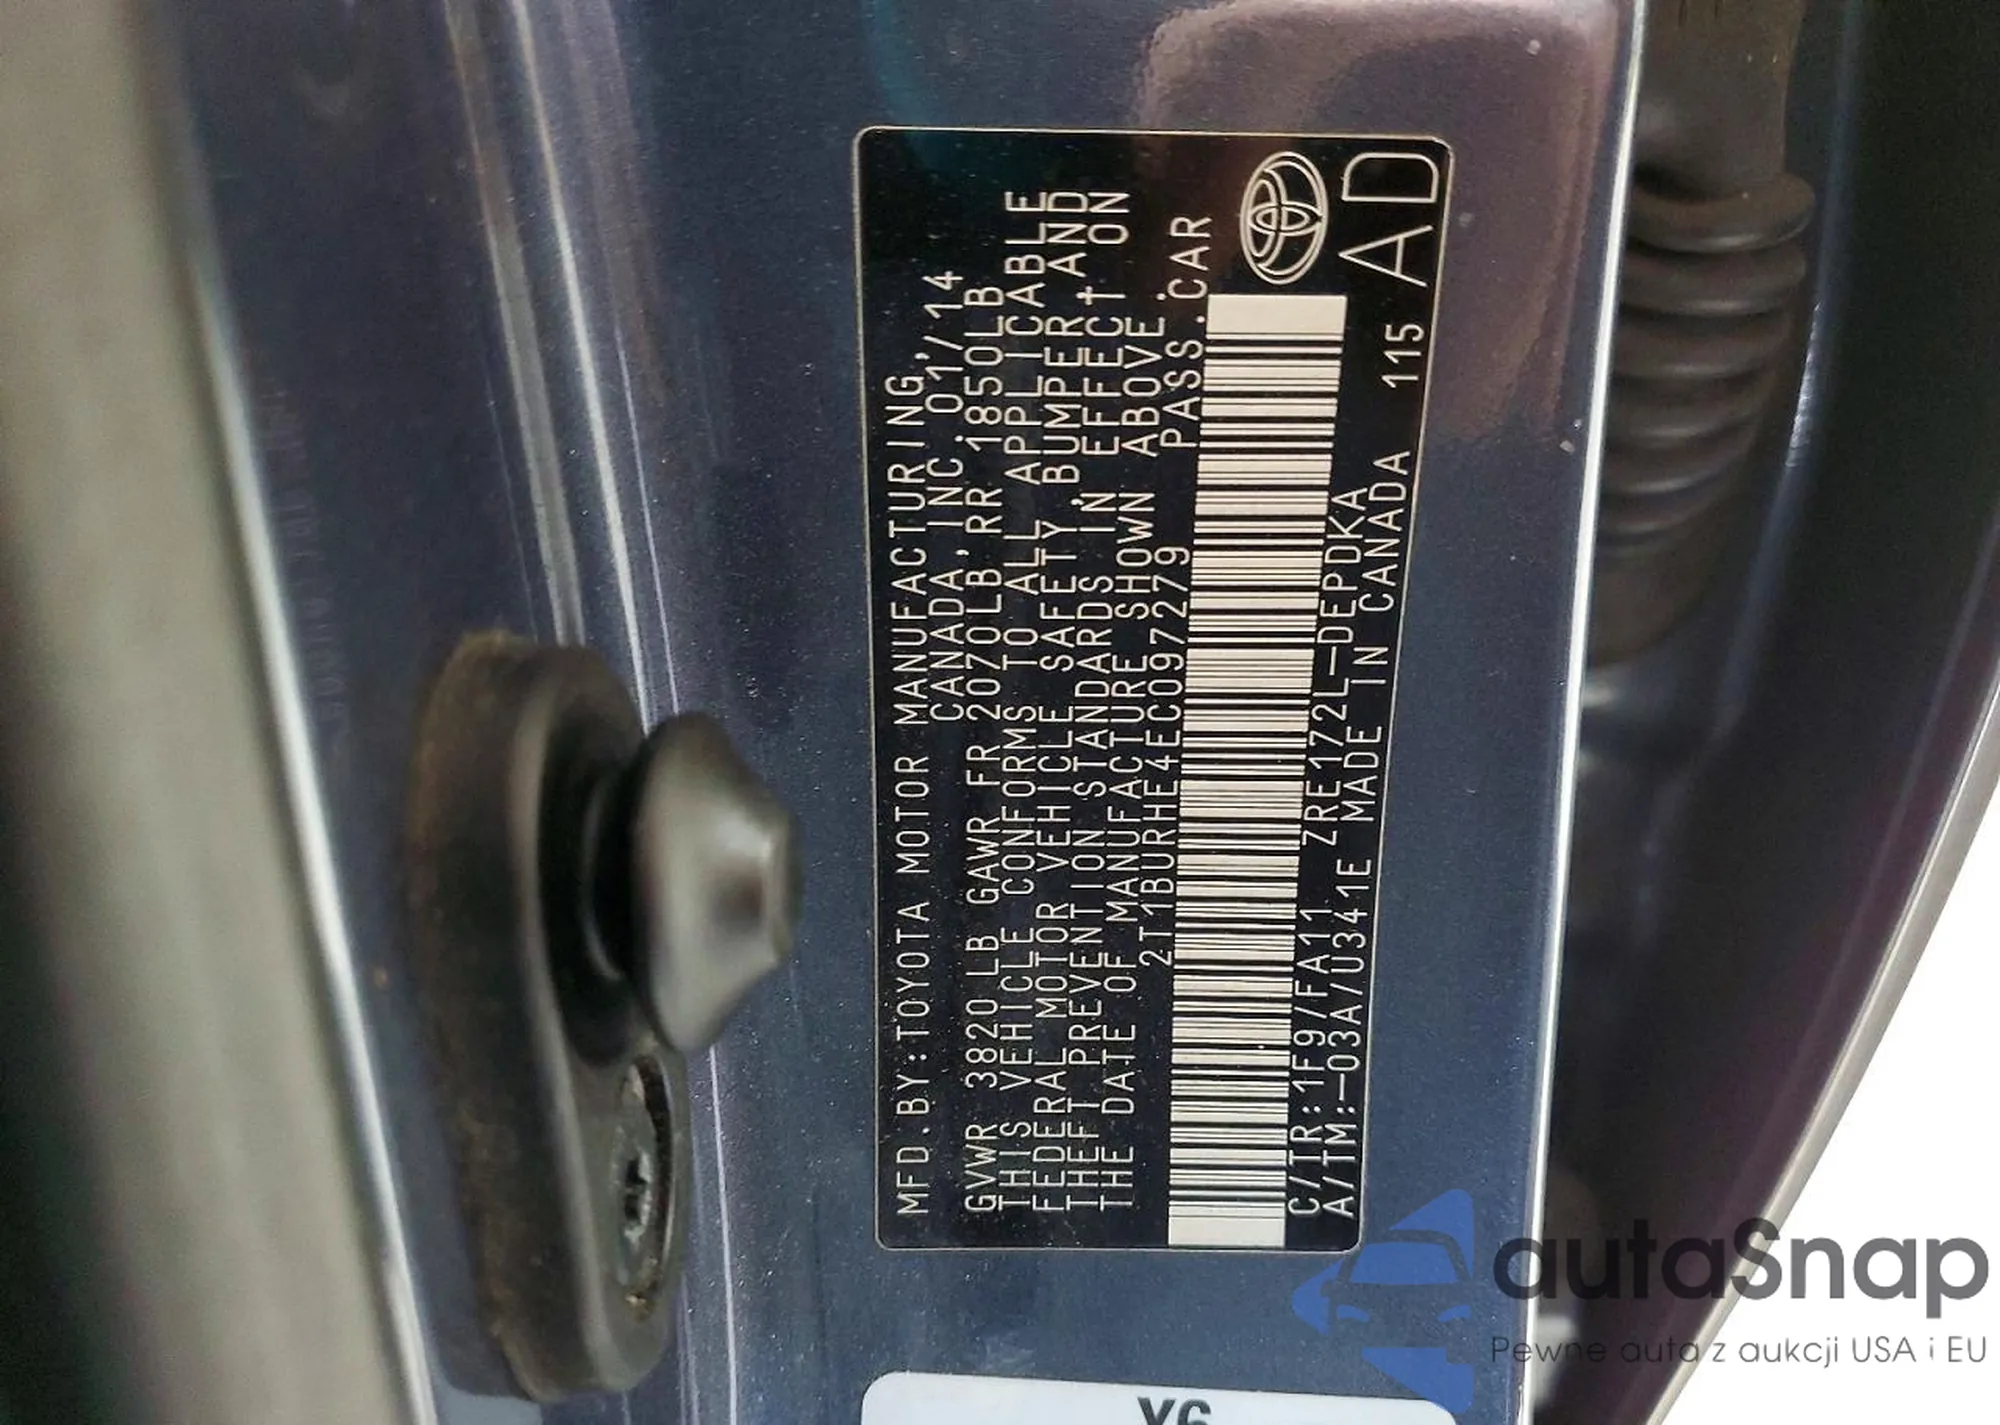 MFD.BY:TOYOTA MOTOR MANUFACTURING,
CANADA,INC. 01/14
GVWR 3820 LB GAWR FR 2070LB RR 1850LB
THIS VEHICLE CONFORMS TO ALL APPLICABLE
FEDERAL MOTOR VEHICLE SAFETY, BUMPER, AND
THEFT PREVENTION STANDARDS IN EFFECT ON
THE DATE OF MANUFACTURE SHOWN ABOVE.
2T1BURHE4EC097279 PASS.CAR
C/TR:1F9/FA11 ZRE172L-DEPDKA
A/TM:-03A/U341E MADE IN CANADA 115 AD
Y6
autaSnap
Pewne auta z aukcji USA i EU